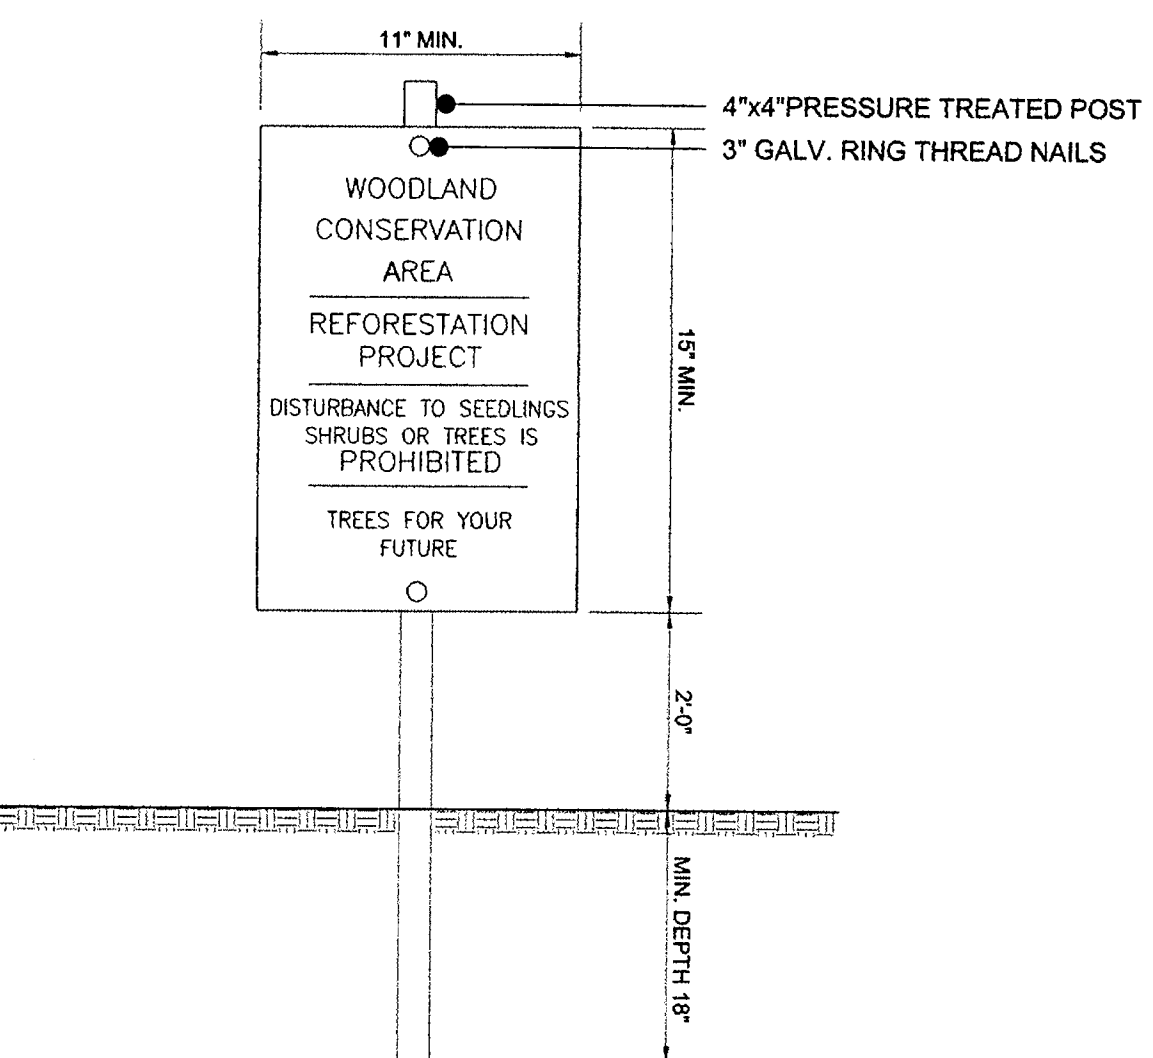 11" MIN.
4"x4"PRESSURE TREATED POST
3" GALV. RING THREAD NAILS
WOODLAND
CONSERVATION
AREA
REFORESTATION
PROJECT
DISTURBANCE TO SEEDLINGS
SHRUBS OR TREES IS
PROHIBITED
TREES FOR YOUR
FUTURE
15" MIN.
2'-0"
MIN. DEPTH 18"